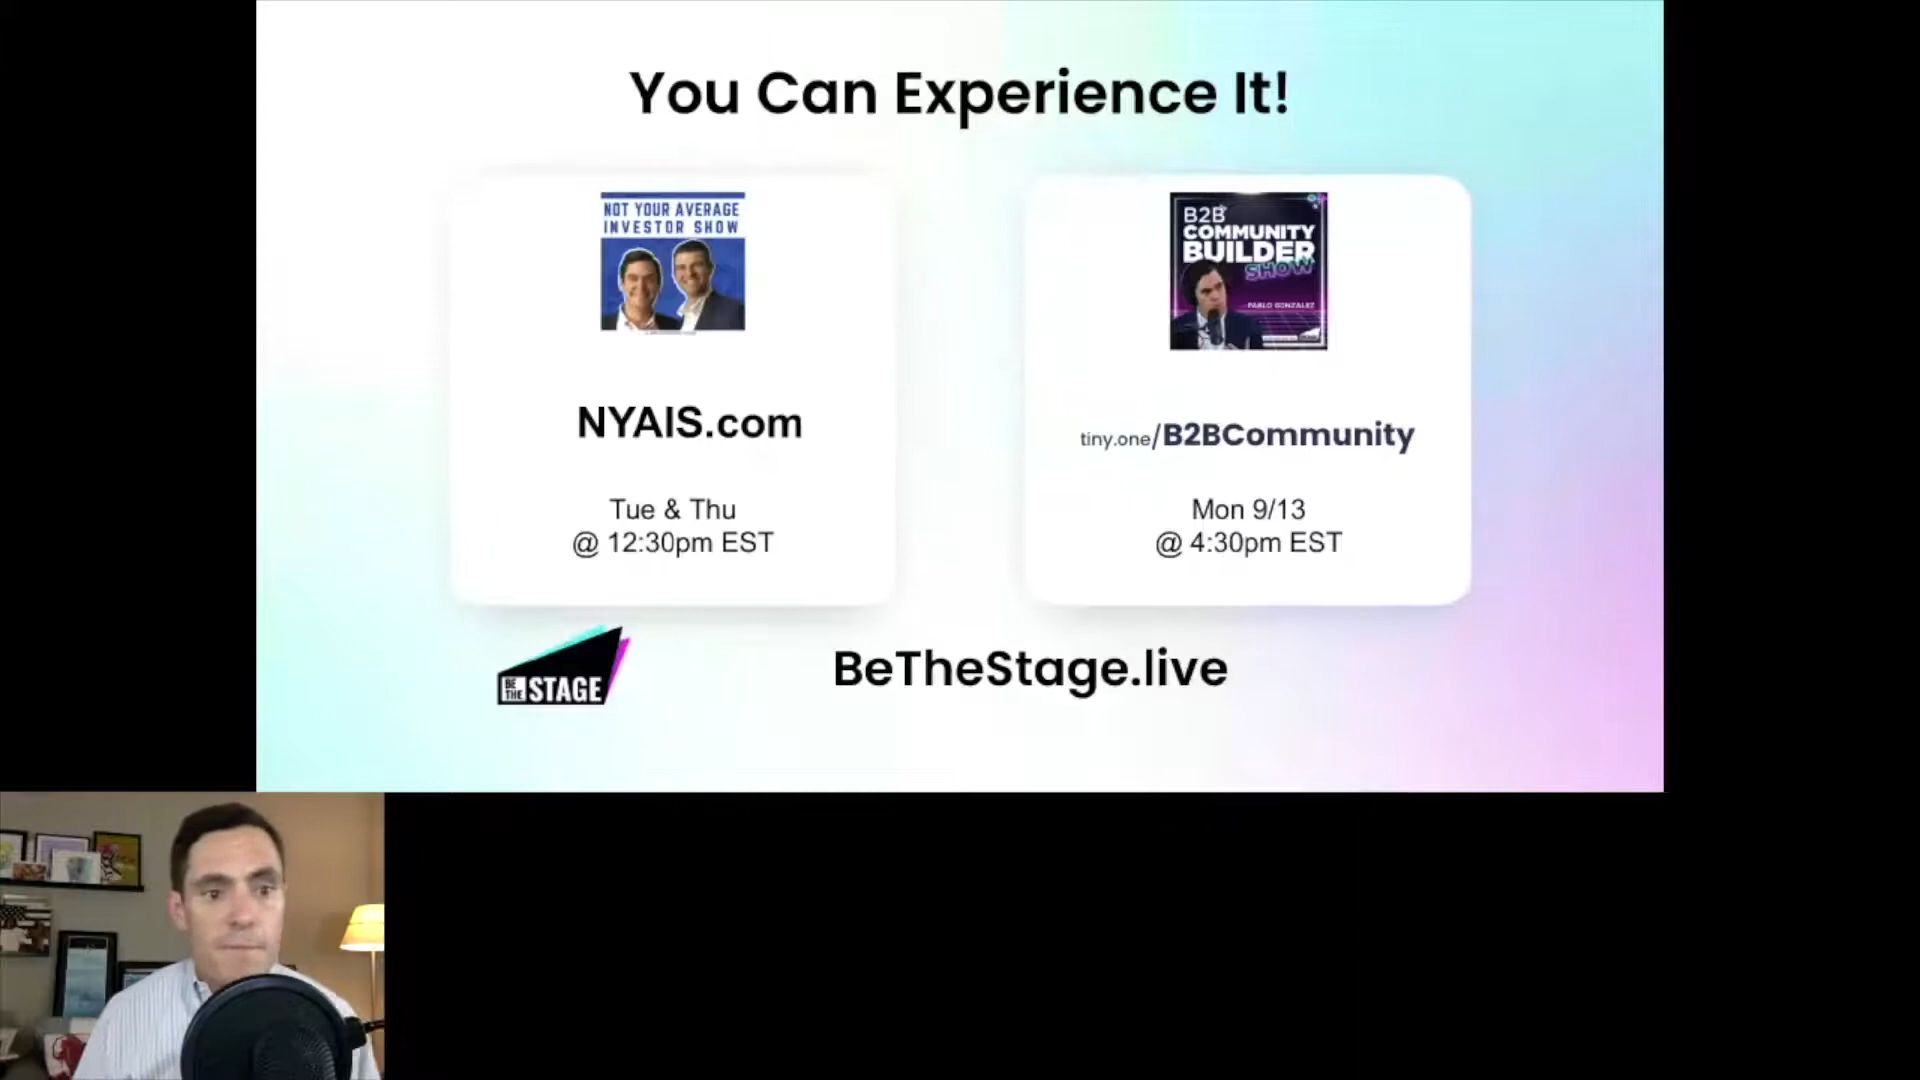 You Can Experience It!
NOT YOUR AVERAGE
INVESTOR SHOW
NYAIS.com
Tue & Thu
@ 12:30pm EST
B2B
COMMUNITY
BUILDER
SHOW
PABLO GONZALEZ
tiny.one/B2BCommunity
Mon 9/13
@ 4:30pm EST
BE
THE
STAGE
BeTheStage.live